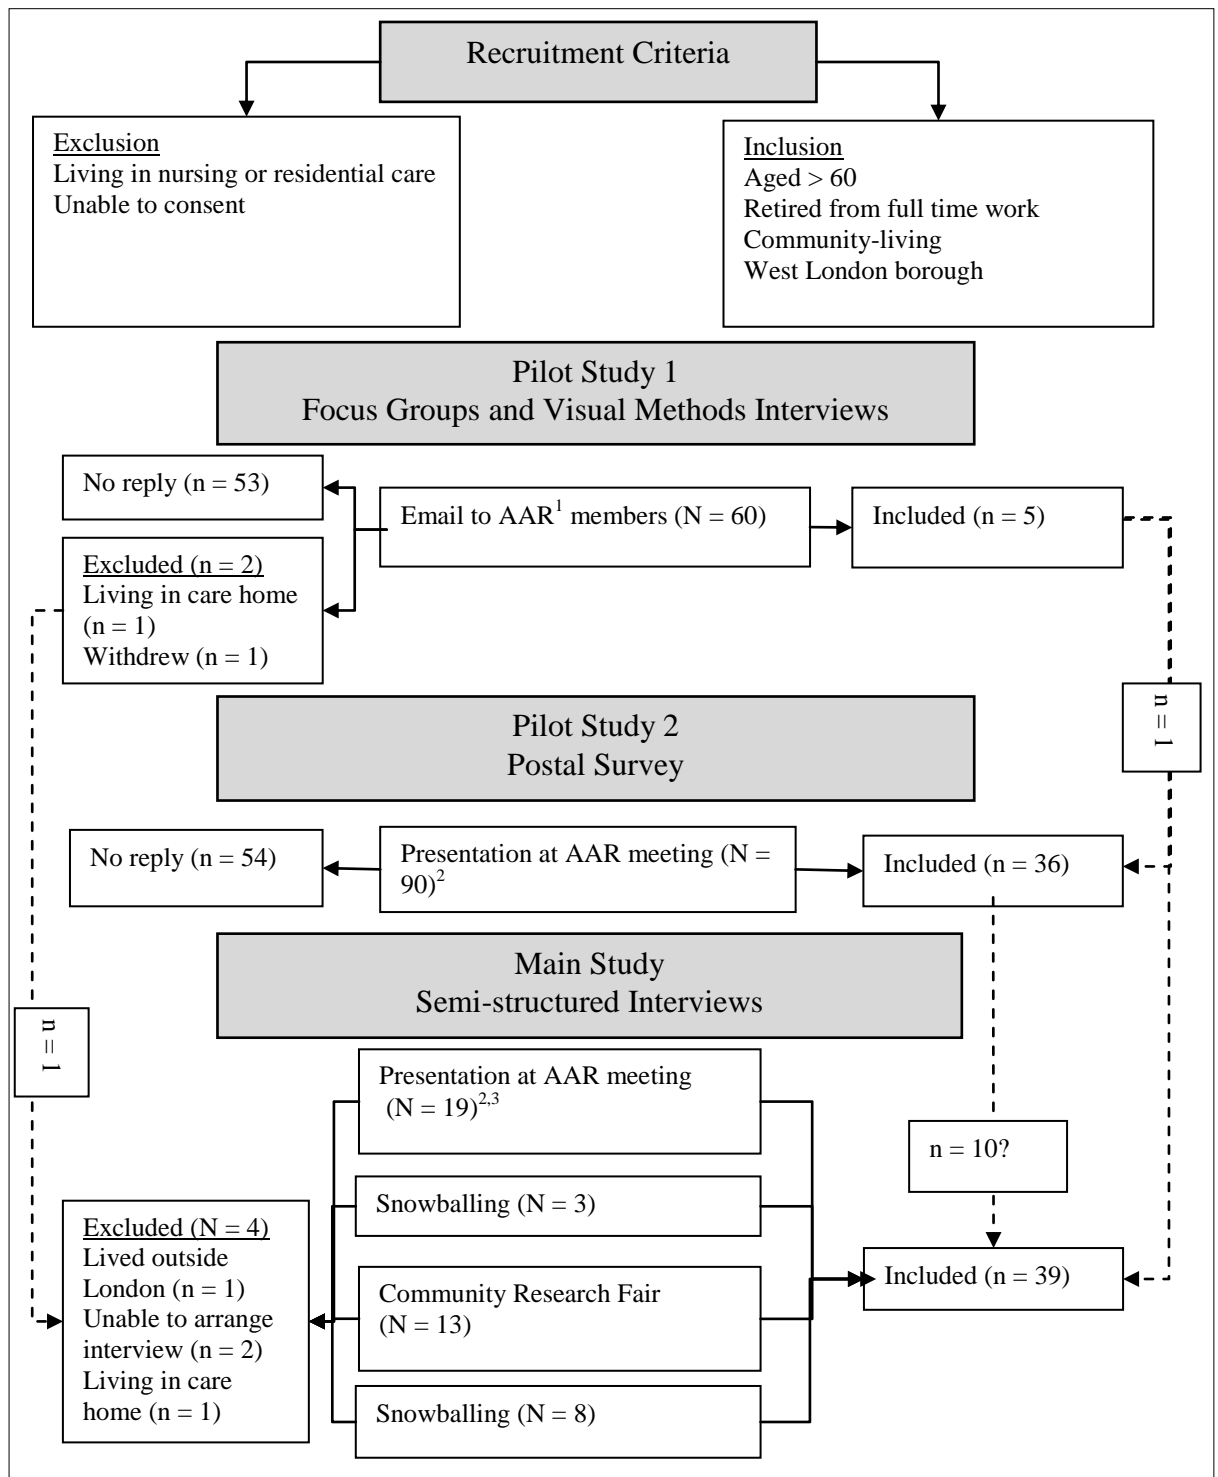 Recruitment Criteria
Exclusion
Living in nursing or residential care
Unable to consent
Inclusion
Aged > 60
Retired from full time work
Community-living
West London borough
Pilot Study 1
Focus Groups and Visual Methods Interviews
No reply (n = 53)
Email to AAR¹ members (N = 60)
Included (n = 5)
Excluded (n = 2)
Living in care home
(n = 1)
Withdrew (n = 1)
n = 1
Pilot Study 2
Postal Survey
No reply (n = 54)
Presentation at AAR meeting (N =
90)²
Included (n = 36)
Main Study
Semi-structured Interviews
n = 1
Presentation at AAR meeting
(N = 19)²,³
n = 10?
Snowballing (N = 3)
Excluded (N = 4)
Lived outside
London (n = 1)
Unable to arrange
interview (n = 2)
Living in care
home (n = 1)
Community Research Fair
(N = 13)
Included (n = 39)
Snowballing (N = 8)